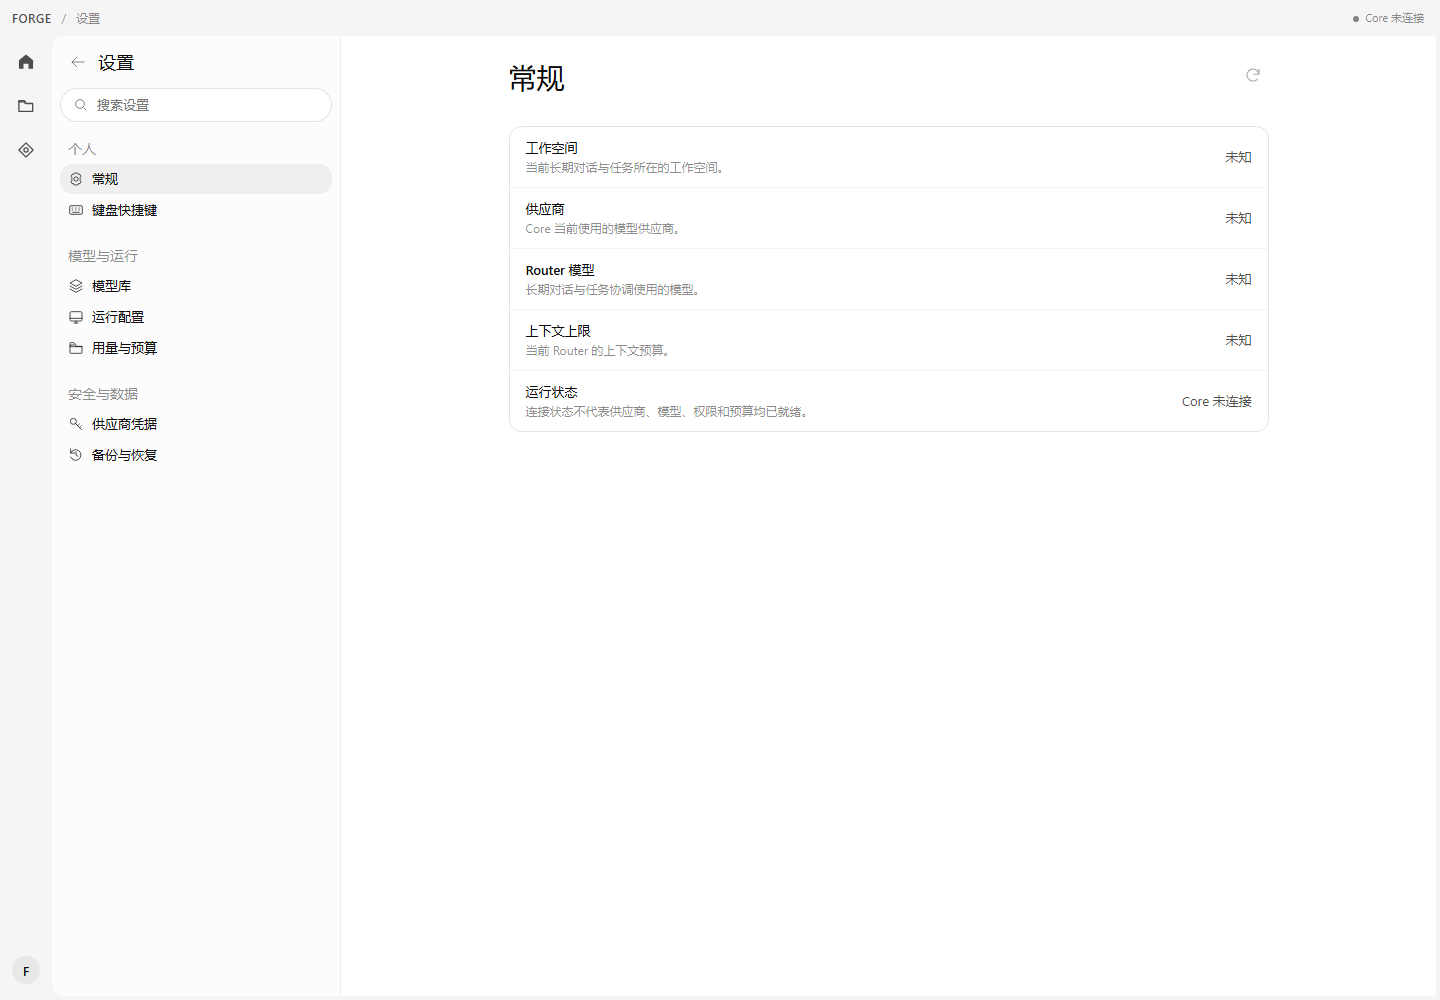 FORGE / 设置
Core 未连接
设置
搜索设置
个人
常规
键盘快捷键
模型与运行
模型库
运行配置
用量与预算
安全与数据
供应商凭据
备份与恢复
F
常规
工作空间
当前长期对话与任务所在的工作空间。
未知
供应商
Core 当前使用的模型供应商。
未知
Router 模型
长期对话与任务协调使用的模型。
未知
上下文上限
当前 Router 的上下文预算。
未知
运行状态
连接状态不代表供应商、模型、权限和预算均已就绪。
Core 未连接